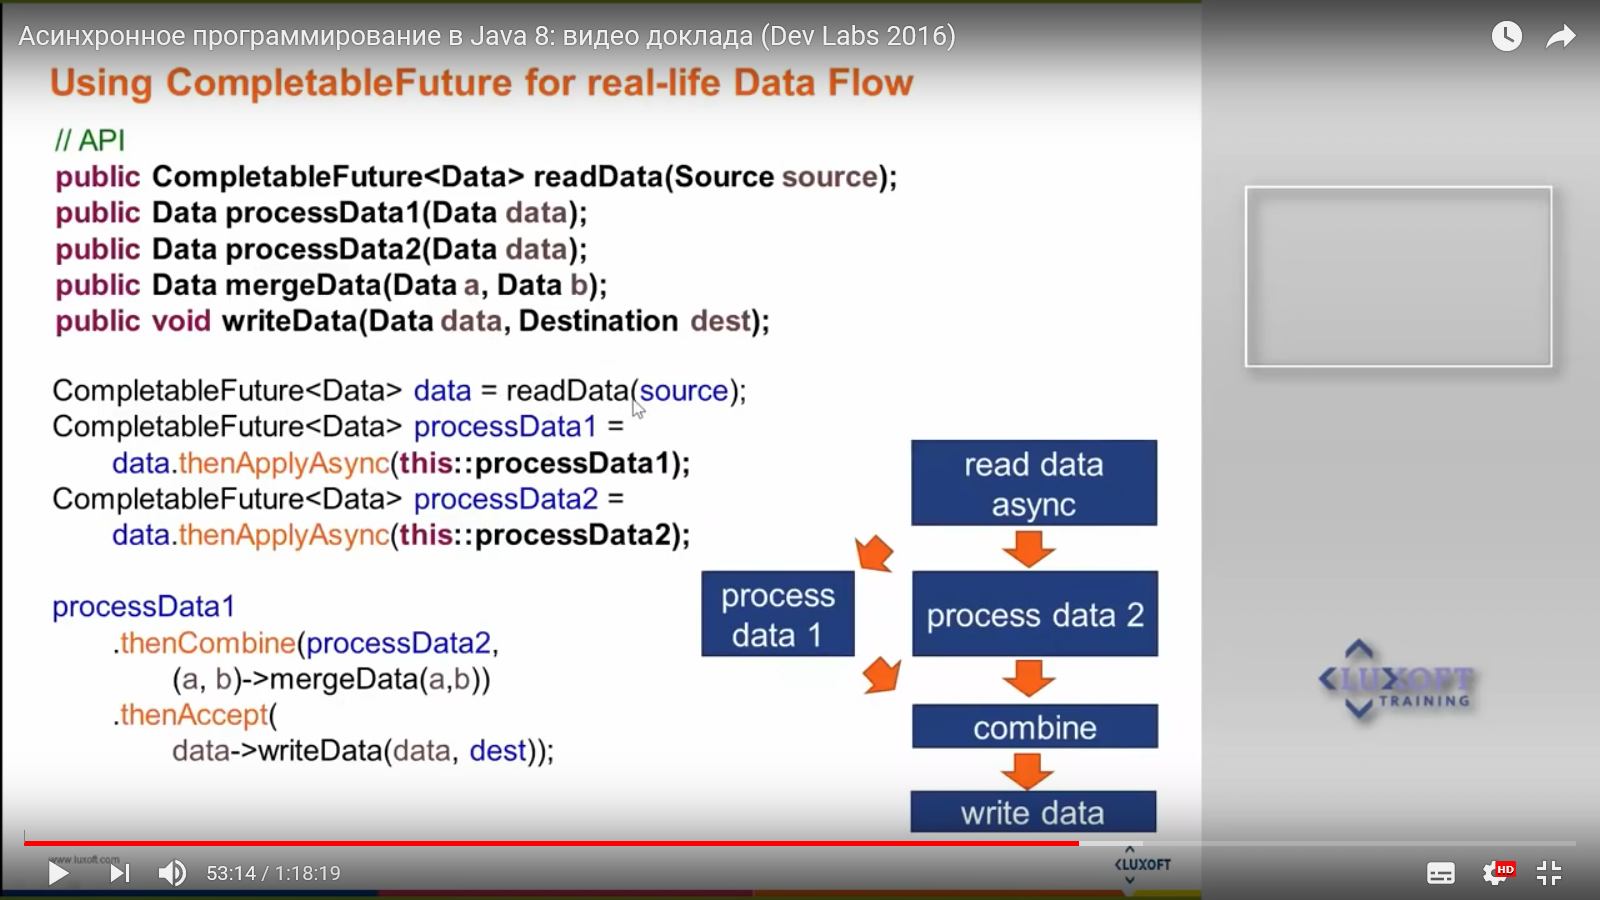 Асинхронное программирование в Java 8: видео доклада (Dev Labs 2016)
Using CompletableFuture for real-life Data Flow
// API
public CompletableFuture<Data> readData(Source source);
public Data processData1(Data data);
public Data processData2(Data data);
public Data mergeData(Data a, Data b);
public void writeData(Data data, Destination dest);
CompletableFuture<Data> data = readData(source);
CompletableFuture<Data> processData1 =
data.thenApplyAsync(this::processData1);
CompletableFuture<Data> processData2 =
data.thenApplyAsync(this::processData2);
processData1
.thenCombine(processData2,
(a, b)->mergeData(a,b))
.thenAccept(
data->writeData(data, dest));
read data
async
process
data 1
process data 2
combine
write data
LUXOFT
TRAINING
www.luxoft.com
LUXOFT
53:14 / 1:18:19
HD